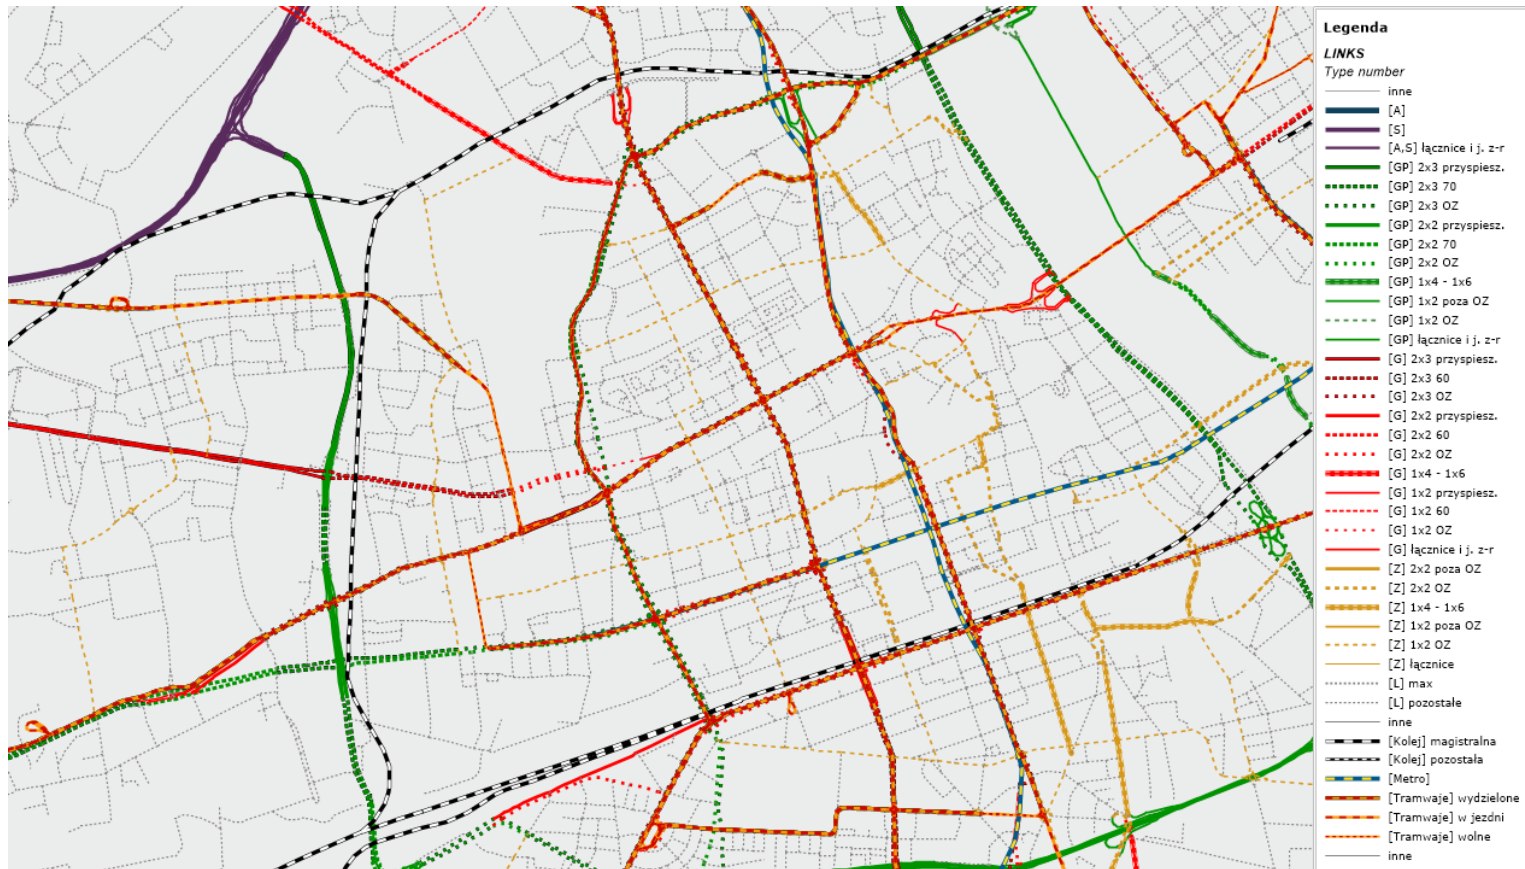 Legenda
LINKS
Type number
inne
[A]
[S]
[A,S] łącznice i j. z-r
[GP] 2x3 przyspiesz.
[GP] 2x3 70
[GP] 2x3 OZ
[GP] 2x2 przyspiesz.
[GP] 2x2 70
[GP] 2x2 OZ
[GP] 1x4 - 1x6
[GP] 1x2 poza OZ
[GP] 1x2 OZ
[GP] łącznice i j. z-r
[G] 2x3 przyspiesz.
[G] 2x3 60
[G] 2x3 OZ
[G] 2x2 przyspiesz.
[G] 2x2 60
[G] 2x2 OZ
[G] 1x4 - 1x6
[G] 1x2 przyspiesz.
[G] 1x2 60
[G] 1x2 OZ
[G] łącznice i j. z-r
[Z] 2x2 poza OZ
[Z] 2x2 OZ
[Z] 1x4 - 1x6
[Z] 1x2 poza OZ
[Z] 1x2 OZ
[Z] łącznice
[L] max
[L] pozostałe
inne
[Kolej] magistralna
[Kolej] pozostała
[Metro]
[Tramwaje] wydzielone
[Tramwaje] w jezdni
[Tramwaje] wolne
inne